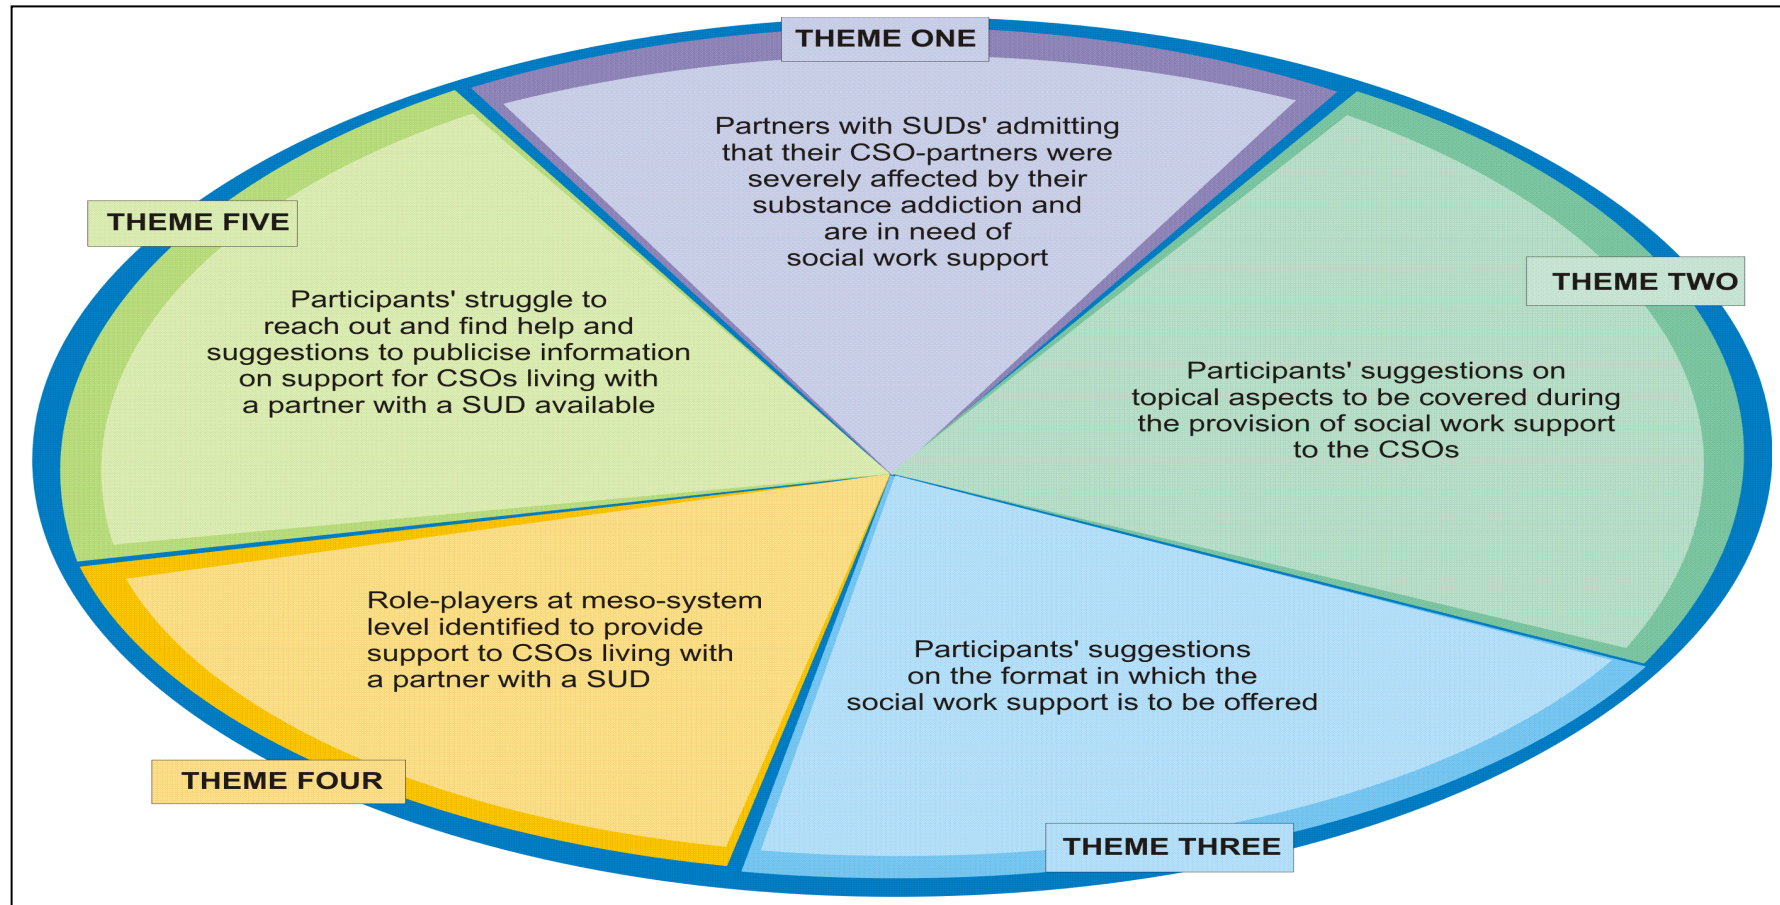 THEME ONE
Partners with SUDs' admitting
that their CSO-partners were
severely affected by their
substance addiction and
are in need of
social work support
THEME TWO
Participants' suggestions on
topical aspects to be covered during
the provision of social work support
to the CSOs
THEME THREE
Participants' suggestions
on the format in which the
social work support is to be offered
THEME FOUR
Role-players at meso-system
level identified to provide
support to CSOs living with
a partner with a SUD
THEME FIVE
Participants' struggle to
reach out and find help and
suggestions to publicise information
on support for CSOs living with
a partner with a SUD available